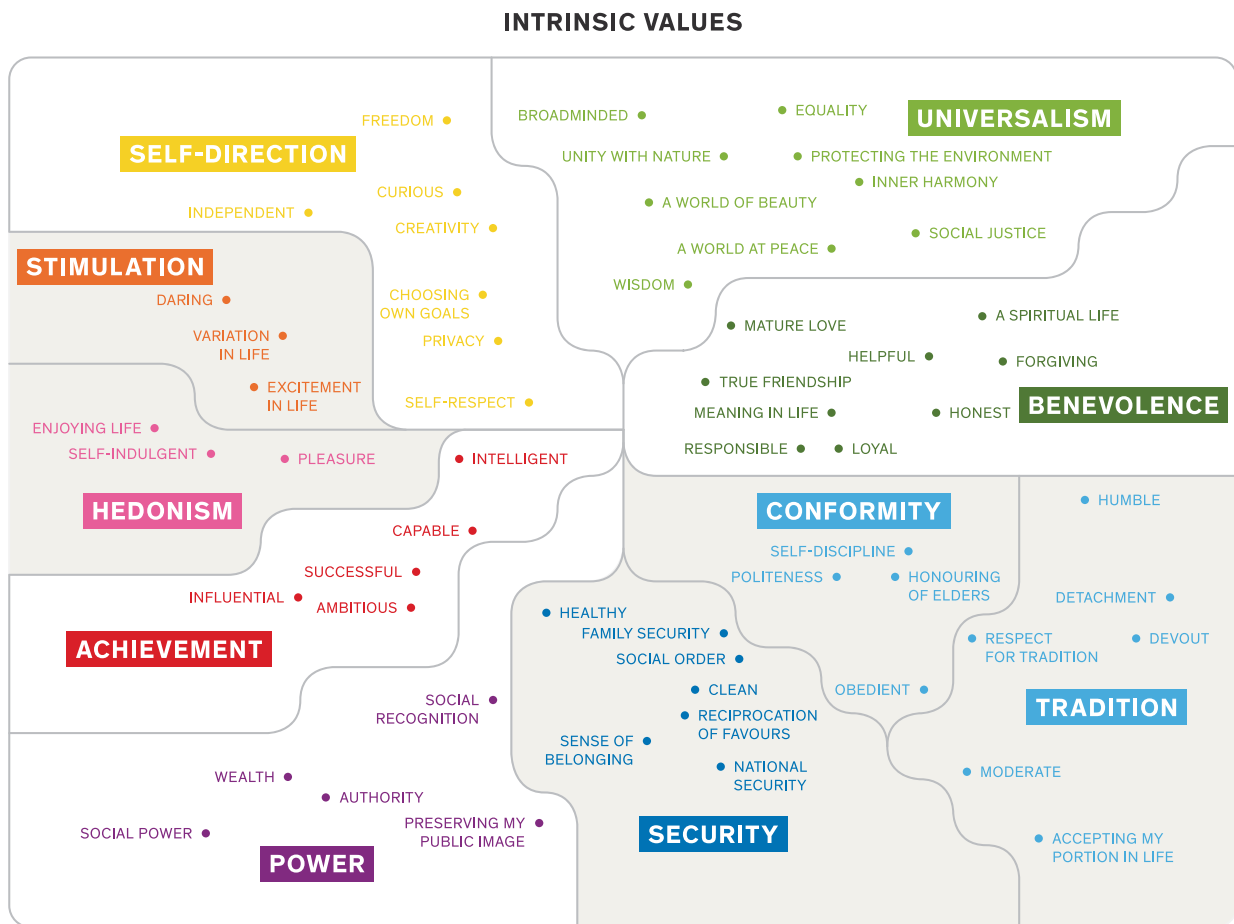 INTRINSIC VALUES
SELF-DIRECTION
FREEDOM
CURIOUS
INDEPENDENT
CREATIVITY
CHOOSING
OWN GOALS
PRIVACY
SELF-RESPECT
UNIVERSALISM
BROADMINDED
EQUALITY
UNITY WITH NATURE
PROTECTING THE ENVIRONMENT
INNER HARMONY
A WORLD OF BEAUTY
SOCIAL JUSTICE
A WORLD AT PEACE
WISDOM
STIMULATION
DARING
VARIATION
IN LIFE
EXCITEMENT
IN LIFE
MATURE LOVE
A SPIRITUAL LIFE
HELPFUL
FORGIVING
TRUE FRIENDSHIP
MEANING IN LIFE
HONEST
BENEVOLENCE
RESPONSIBLE
LOYAL
ENJOYING LIFE
SELF-INDULGENT
PLEASURE
HEDONISM
INTELLIGENT
CAPABLE
SUCCESSFUL
INFLUENTIAL
AMBITIOUS
ACHIEVEMENT
CONFORMITY
SELF-DISCIPLINE
POLITENESS
HONOURING
OF ELDERS
OBEDIENT
HUMBLE
DETACHMENT
RESPECT
FOR TRADITION
DEVOUT
TRADITION
MODERATE
ACCEPTING MY
PORTION IN LIFE
HEALTHY
FAMILY SECURITY
SOCIAL ORDER
CLEAN
RECIPROCATION
OF FAVOURS
SENSE OF
BELONGING
NATIONAL
SECURITY
SECURITY
SOCIAL
RECOGNITION
WEALTH
AUTHORITY
SOCIAL POWER
PRESERVING MY
PUBLIC IMAGE
POWER